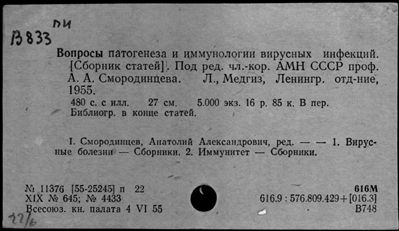 пи
В833
Вопросы патогенеза и иммунологии вирусных инфекций.
[Сборник статей]. Под ред. чл.-кор. АМН СССР проф.
А. А. Смородинцева. Л., Медгиз, Ленингр. отд-ние,
1955.
480 с. с илл. 27 см. 5.000 экз. 16 р. 85 к. В пер.
Библиогр. в конце статей.
I. Смородинцев, Анатолий Александрович, ред. — — 1. Вирус-
ные болезни — Сборники. 2. Иммунитет — Сборники.
№ 11376 [55-25245] п 22 616М
XIX № 645; № 4433 616.9 : 576.809.429+[016.3]
Всесоюз. кн. палата 4 VI 55 В748